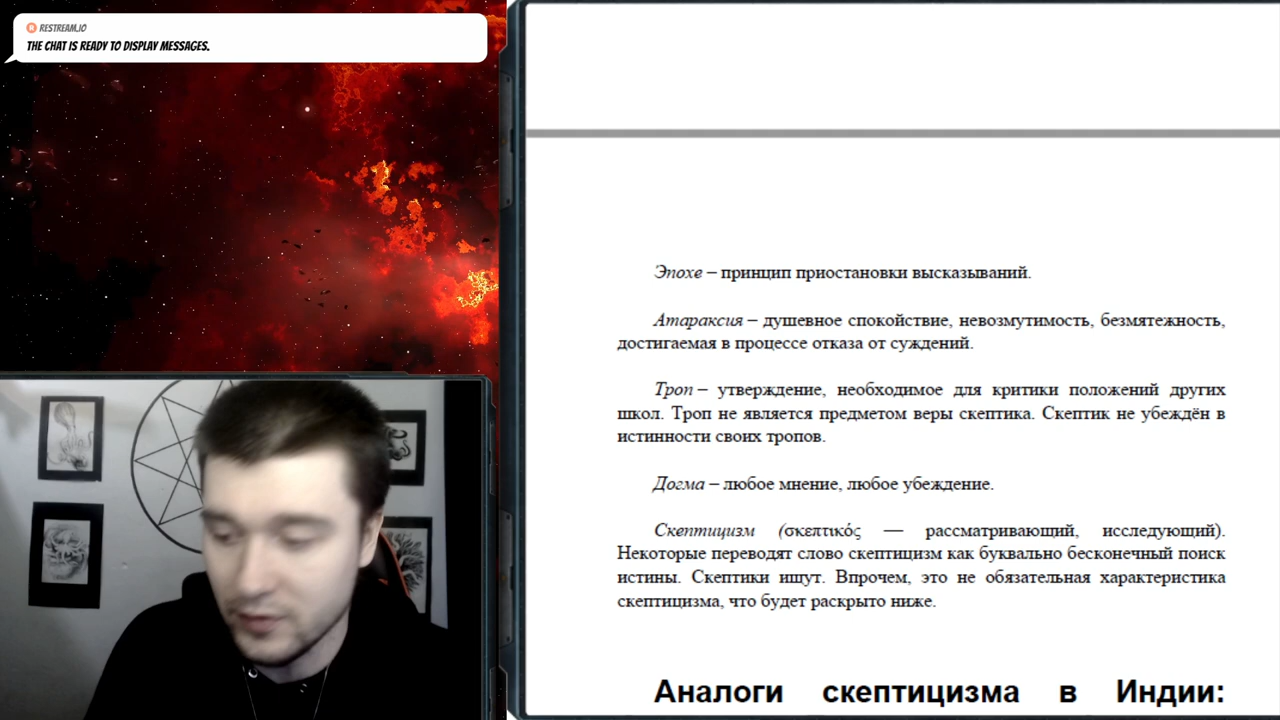 RESTREAM.IO
THE CHAT IS READY TO DISPLAY MESSAGES.
Эпохе – принцип приостановки высказываний.
Атараксия – душевное спокойствие, невозмутимость, безмятежность,
достигаемая в процессе отказа от суждений.
Троп – утверждение, необходимое для критики положений других
школ. Троп не является предметом веры скептика. Скептик не убеждён в
истинности своих тропов.
Догма – любое мнение, любое убеждение.
Скептицизм (σκεπτικός — рассматривающий, исследующий).
Некоторые переводят слово скептицизм как буквально бесконечный поиск
истины. Скептики ищут. Впрочем, это не обязательная характеристика
скептицизма, что будет раскрыто ниже.
Аналоги скептицизма в Индии: